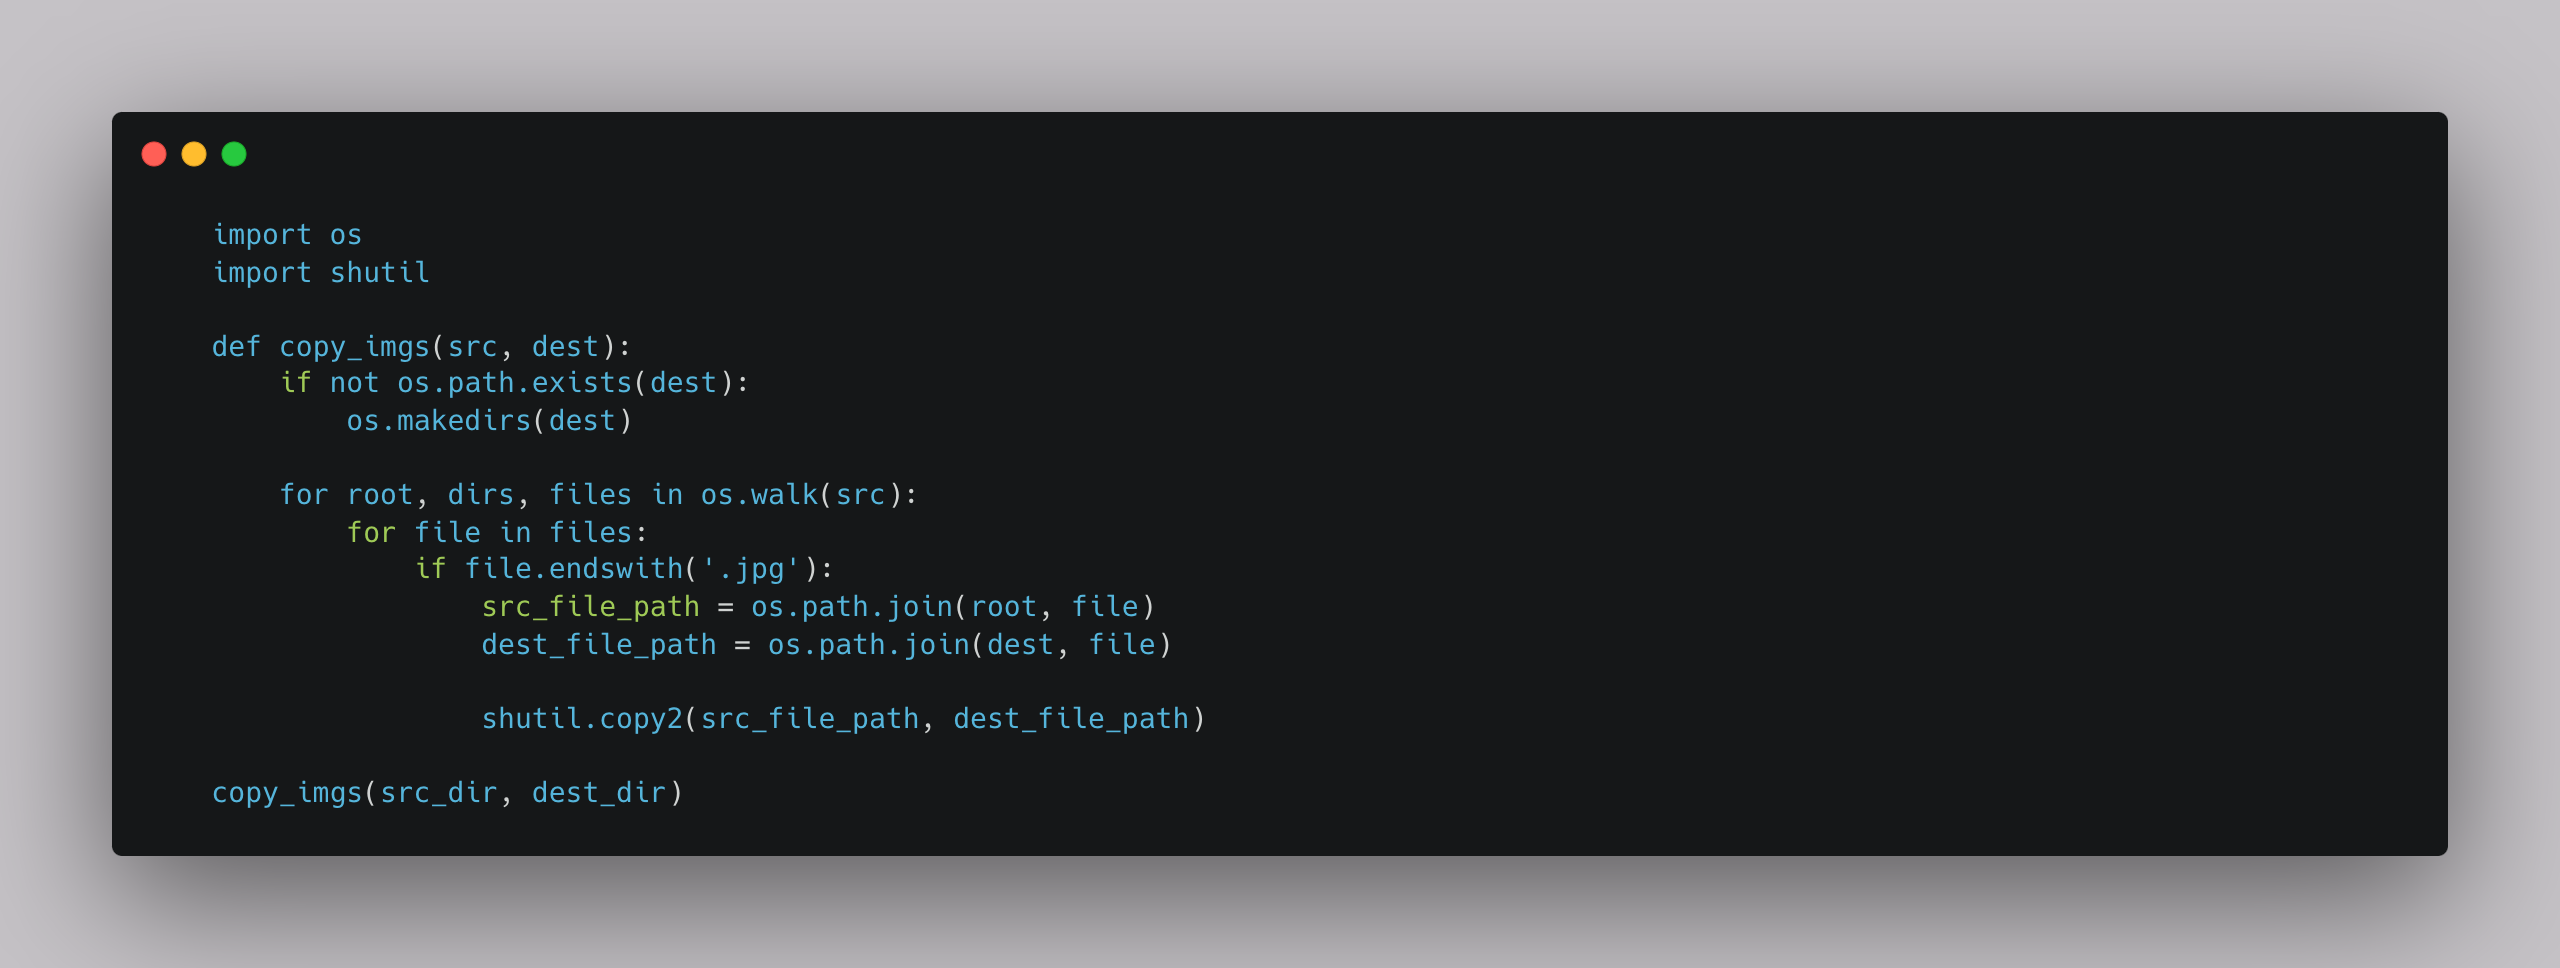 import os
import shutil

def copy_imgs(src, dest):
    if not os.path.exists(dest):
        os.makedirs(dest)

    for root, dirs, files in os.walk(src):
        for file in files:
            if file.endswith('.jpg'):
                src_file_path = os.path.join(root, file)
                dest_file_path = os.path.join(dest, file)

                shutil.copy2(src_file_path, dest_file_path)

copy_imgs(src_dir, dest_dir)